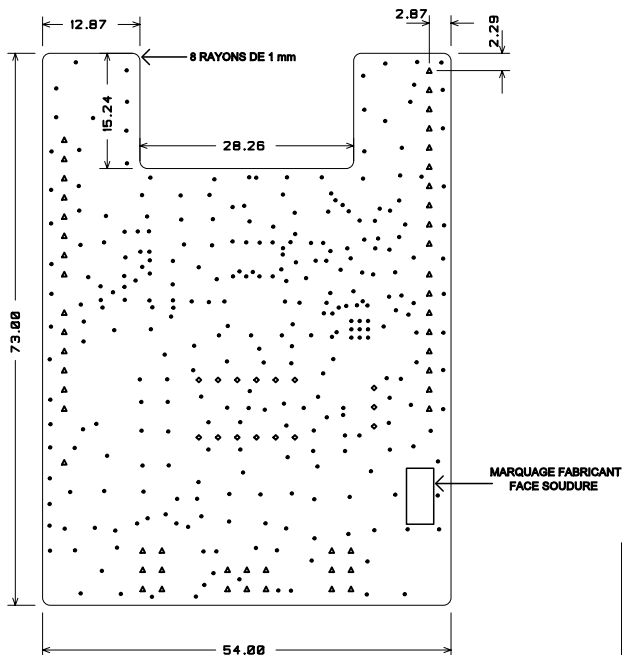 12.87
2.87
2.29
8 RAYONS DE 1 mm
15.24
28.26
73.00
MARQUAGE FABRICANT
FACE SOUDURE
54.00